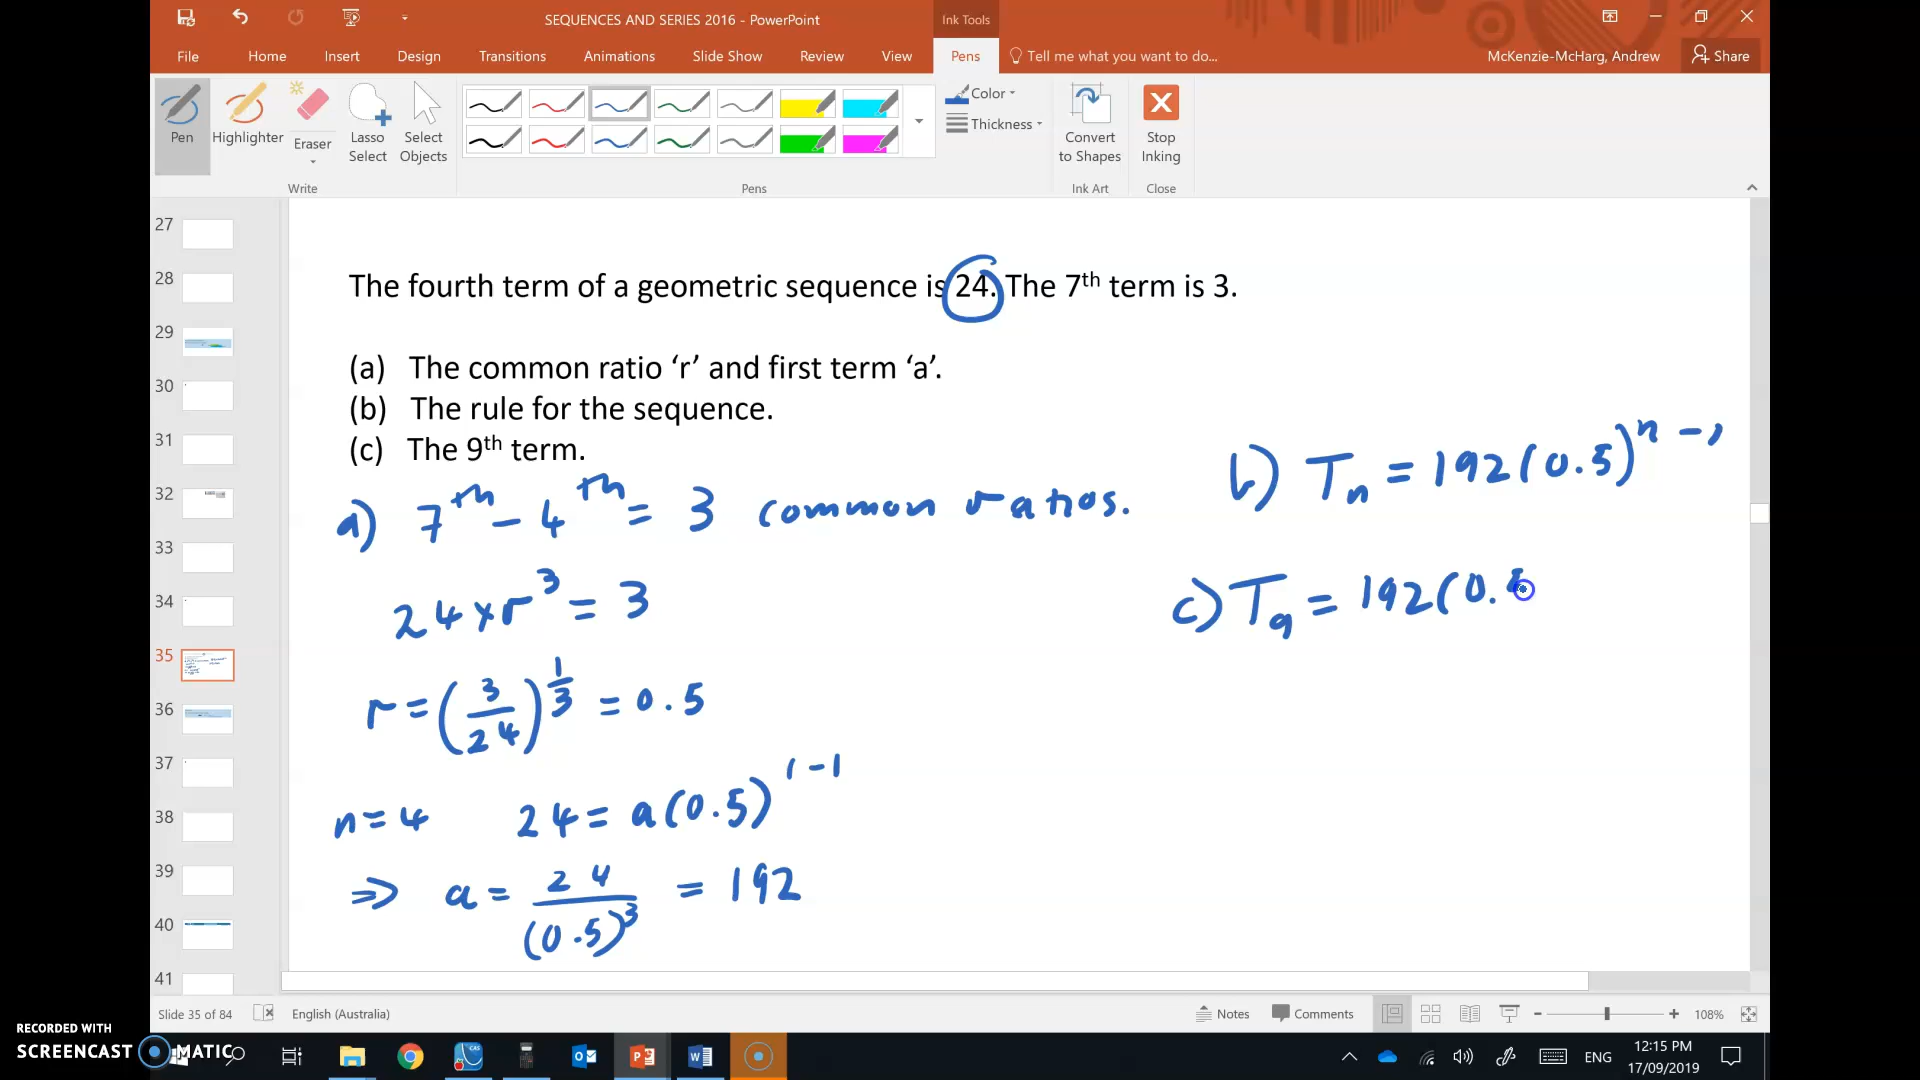 SEQUENCES AND SERIES 2016 - PowerPoint
Ink Tools
File Home Insert Design Transitions Animations Slide Show Review View Pens Tell me what you want to do... McKenzie-McHarg, Andrew Share
Pen Highlighter Eraser Lasso Select Select Objects
Color
Thickness
Convert to Shapes
Stop Inking
Write Pens Ink Art Close
27
28
29
30
31
32
33
34
35
36
37
38
39
40
41
The fourth term of a geometric sequence is 24. The 7th term is 3.
(a) The common ratio ‘r’ and first term ‘a’.
(b) The rule for the sequence.
(c) The 9th term.
a) 7th - 4th = 3 common ratios.
24 × r^3 = 3
r = (3/24)^1/3 = 0.5
n = 4 24 = a(0.5)^1-1
⇒ a = 24/(0.5)^3 = 192
b) Tn = 192(0.5)^n-1
c) T9 = 192(0.5
Slide 35 of 84 English (Australia) Notes Comments 108%
RECORDED WITH
SCREENCAST MATIC
ENG
12:15 PM
17/09/2019